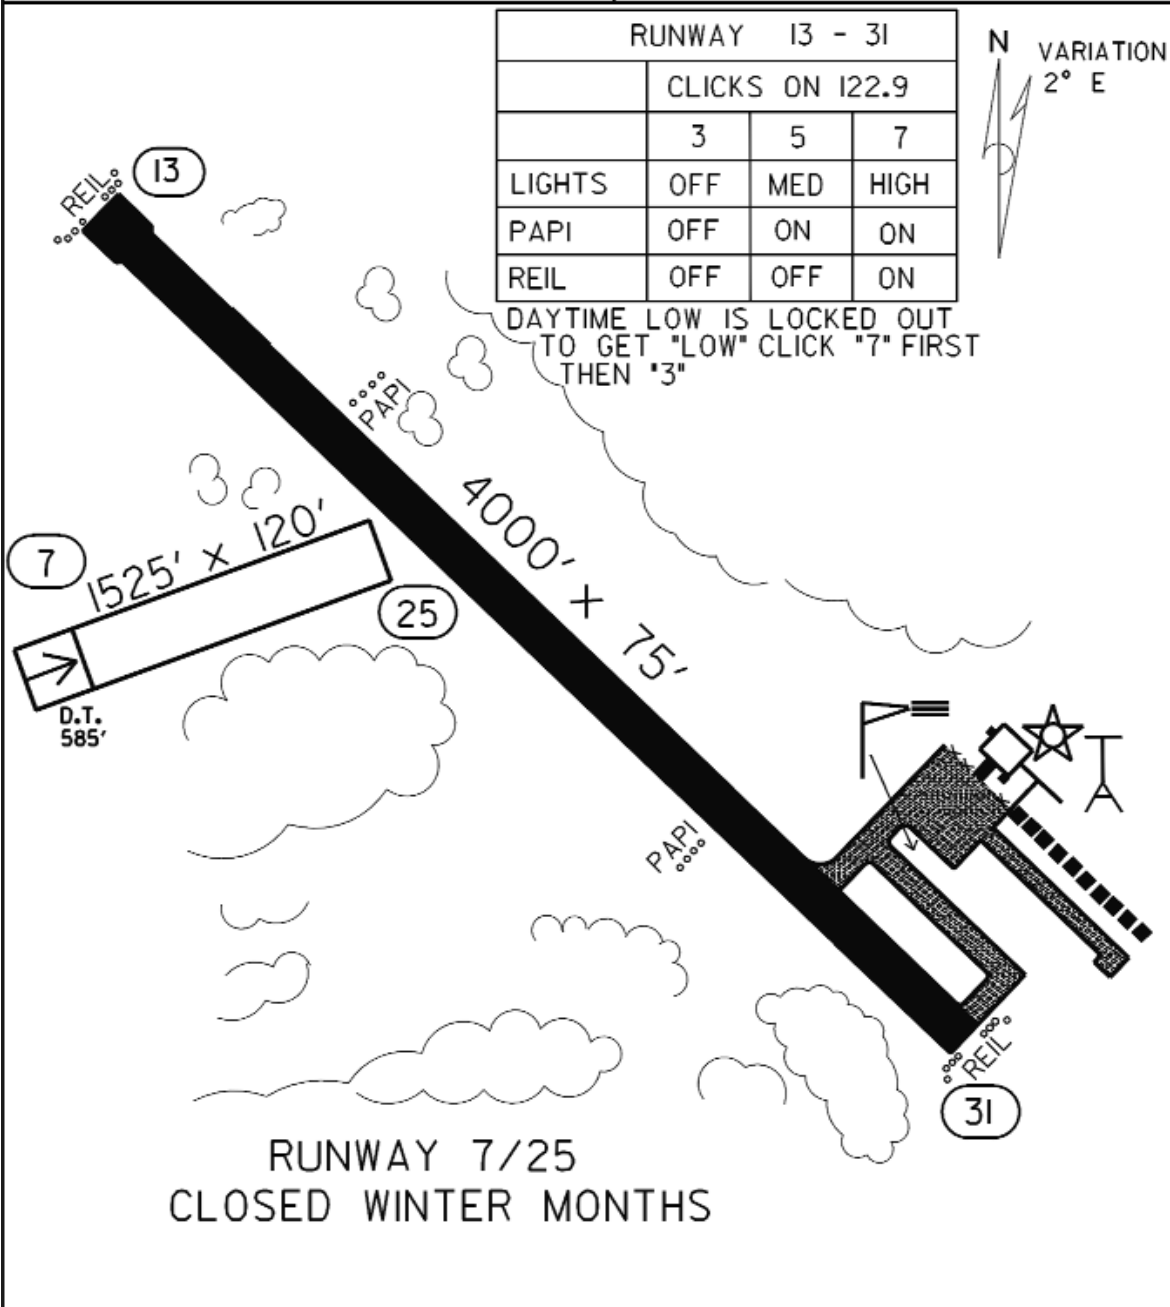 RUNWAY 13 - 31
CLICKS ON 122.9
3 5 7
LIGHTS OFF MED HIGH
PAPI OFF ON ON
REIL OFF OFF ON
DAYTIME LOW IS LOCKED OUT
TO GET "LOW" CLICK "7" FIRST
THEN "3"
N
VARIATION
2° E
REIL
13
PAPI
4000' X 75'
7
1525' X 120'
25
D.T.
585'
PAPI
REIL
31
RUNWAY 7/25
CLOSED WINTER MONTHS